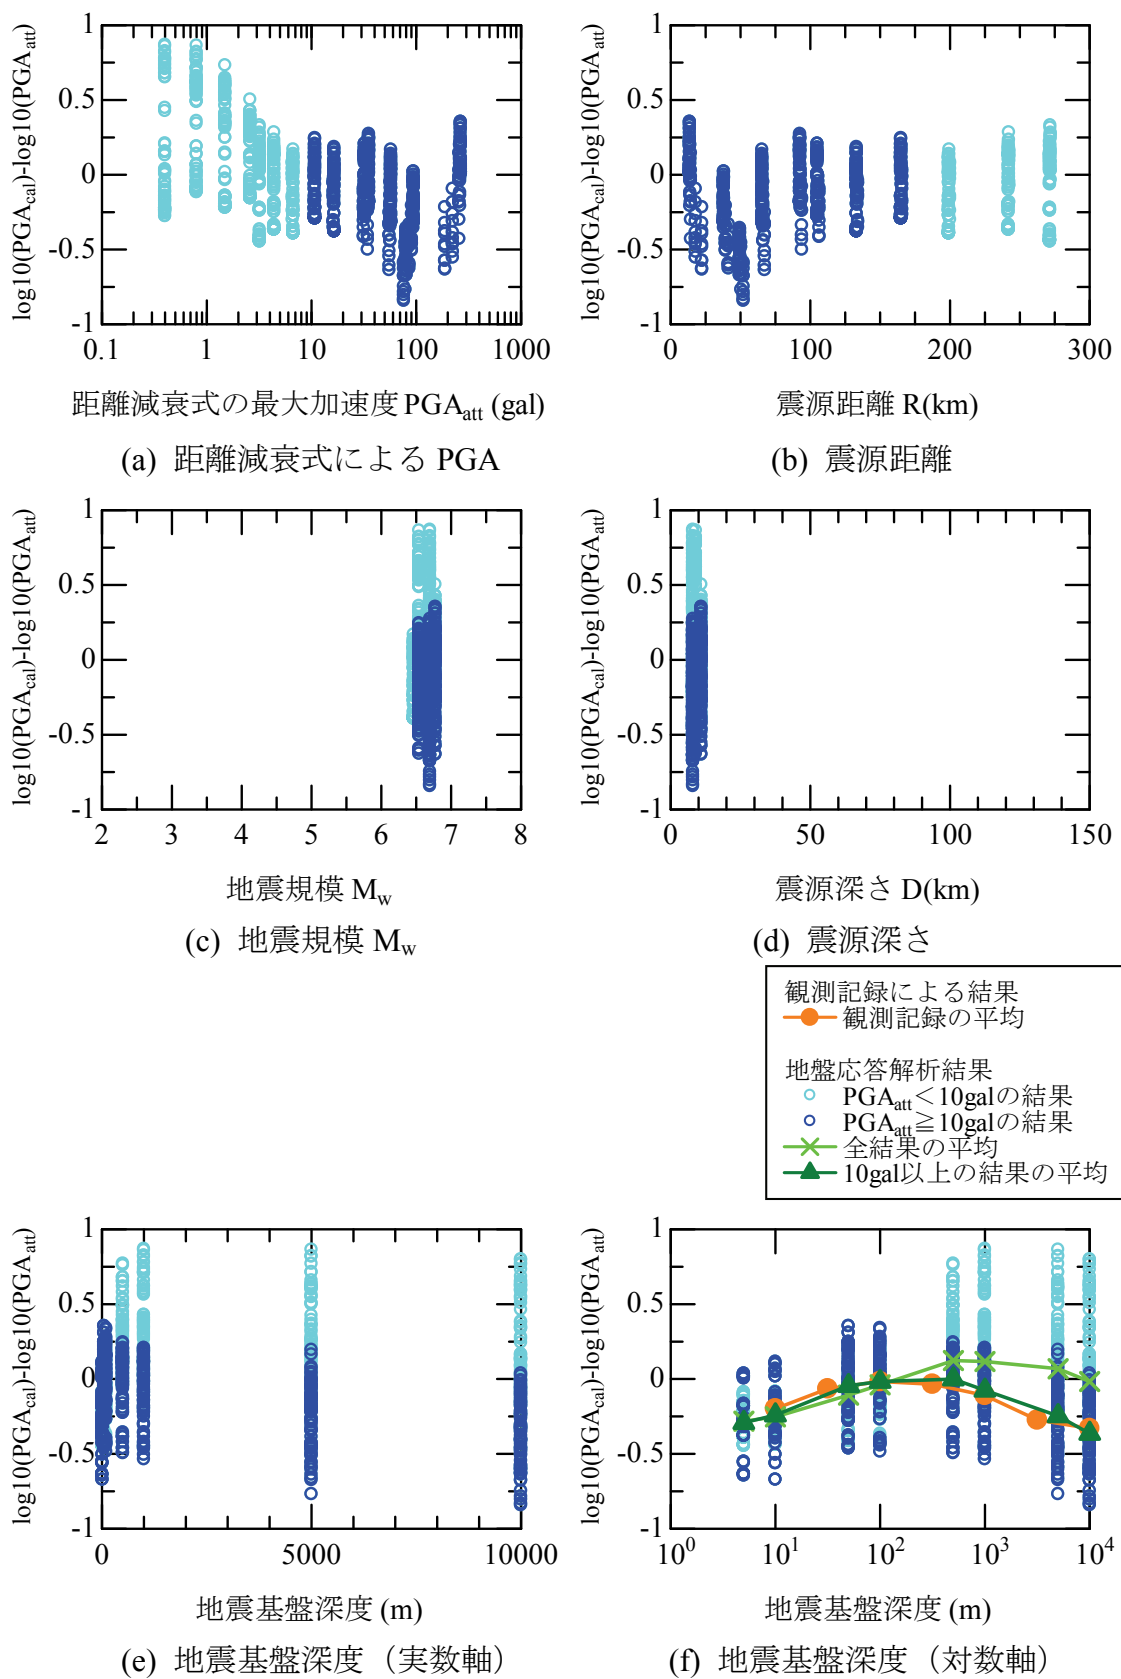 log10(PGAcal)-log10(PGAatt)
1
0.5
0
-0.5
-1
0.1 1 10 100 1000
距離減衰式の最大加速度 PGAatt (gal)
(a) 距離減衰式による PGA
log10(PGAcal)-log10(PGAatt)
1
0.5
0
-0.5
-1
0 100 200 300
震源距離 R(km)
(b) 震源距離
log10(PGAcal)-log10(PGAatt)
1
0.5
0
-0.5
-1
2 3 4 5 6 7 8
地震規模 Mw
(c) 地震規模 Mw
log10(PGAcal)-log10(PGAatt)
1
0.5
0
-0.5
-1
0 50 100 150
震源深さ D(km)
(d) 震源深さ
観測記録による結果
観測記録の平均
地盤応答解析結果
PGAatt<10galの結果
PGAatt≧10galの結果
全結果の平均
10gal以上の結果の平均
log10(PGAcal)-log10(PGAatt)
1
0.5
0
-0.5
-1
0 5000 10000
地震基盤深度 (m)
(e) 地震基盤深度（実数軸）
log10(PGAcal)-log10(PGAatt)
1
0.5
0
-0.5
-1
10⁰ 10¹ 10² 10³ 10⁴
地震基盤深度 (m)
(f) 地震基盤深度（対数軸）